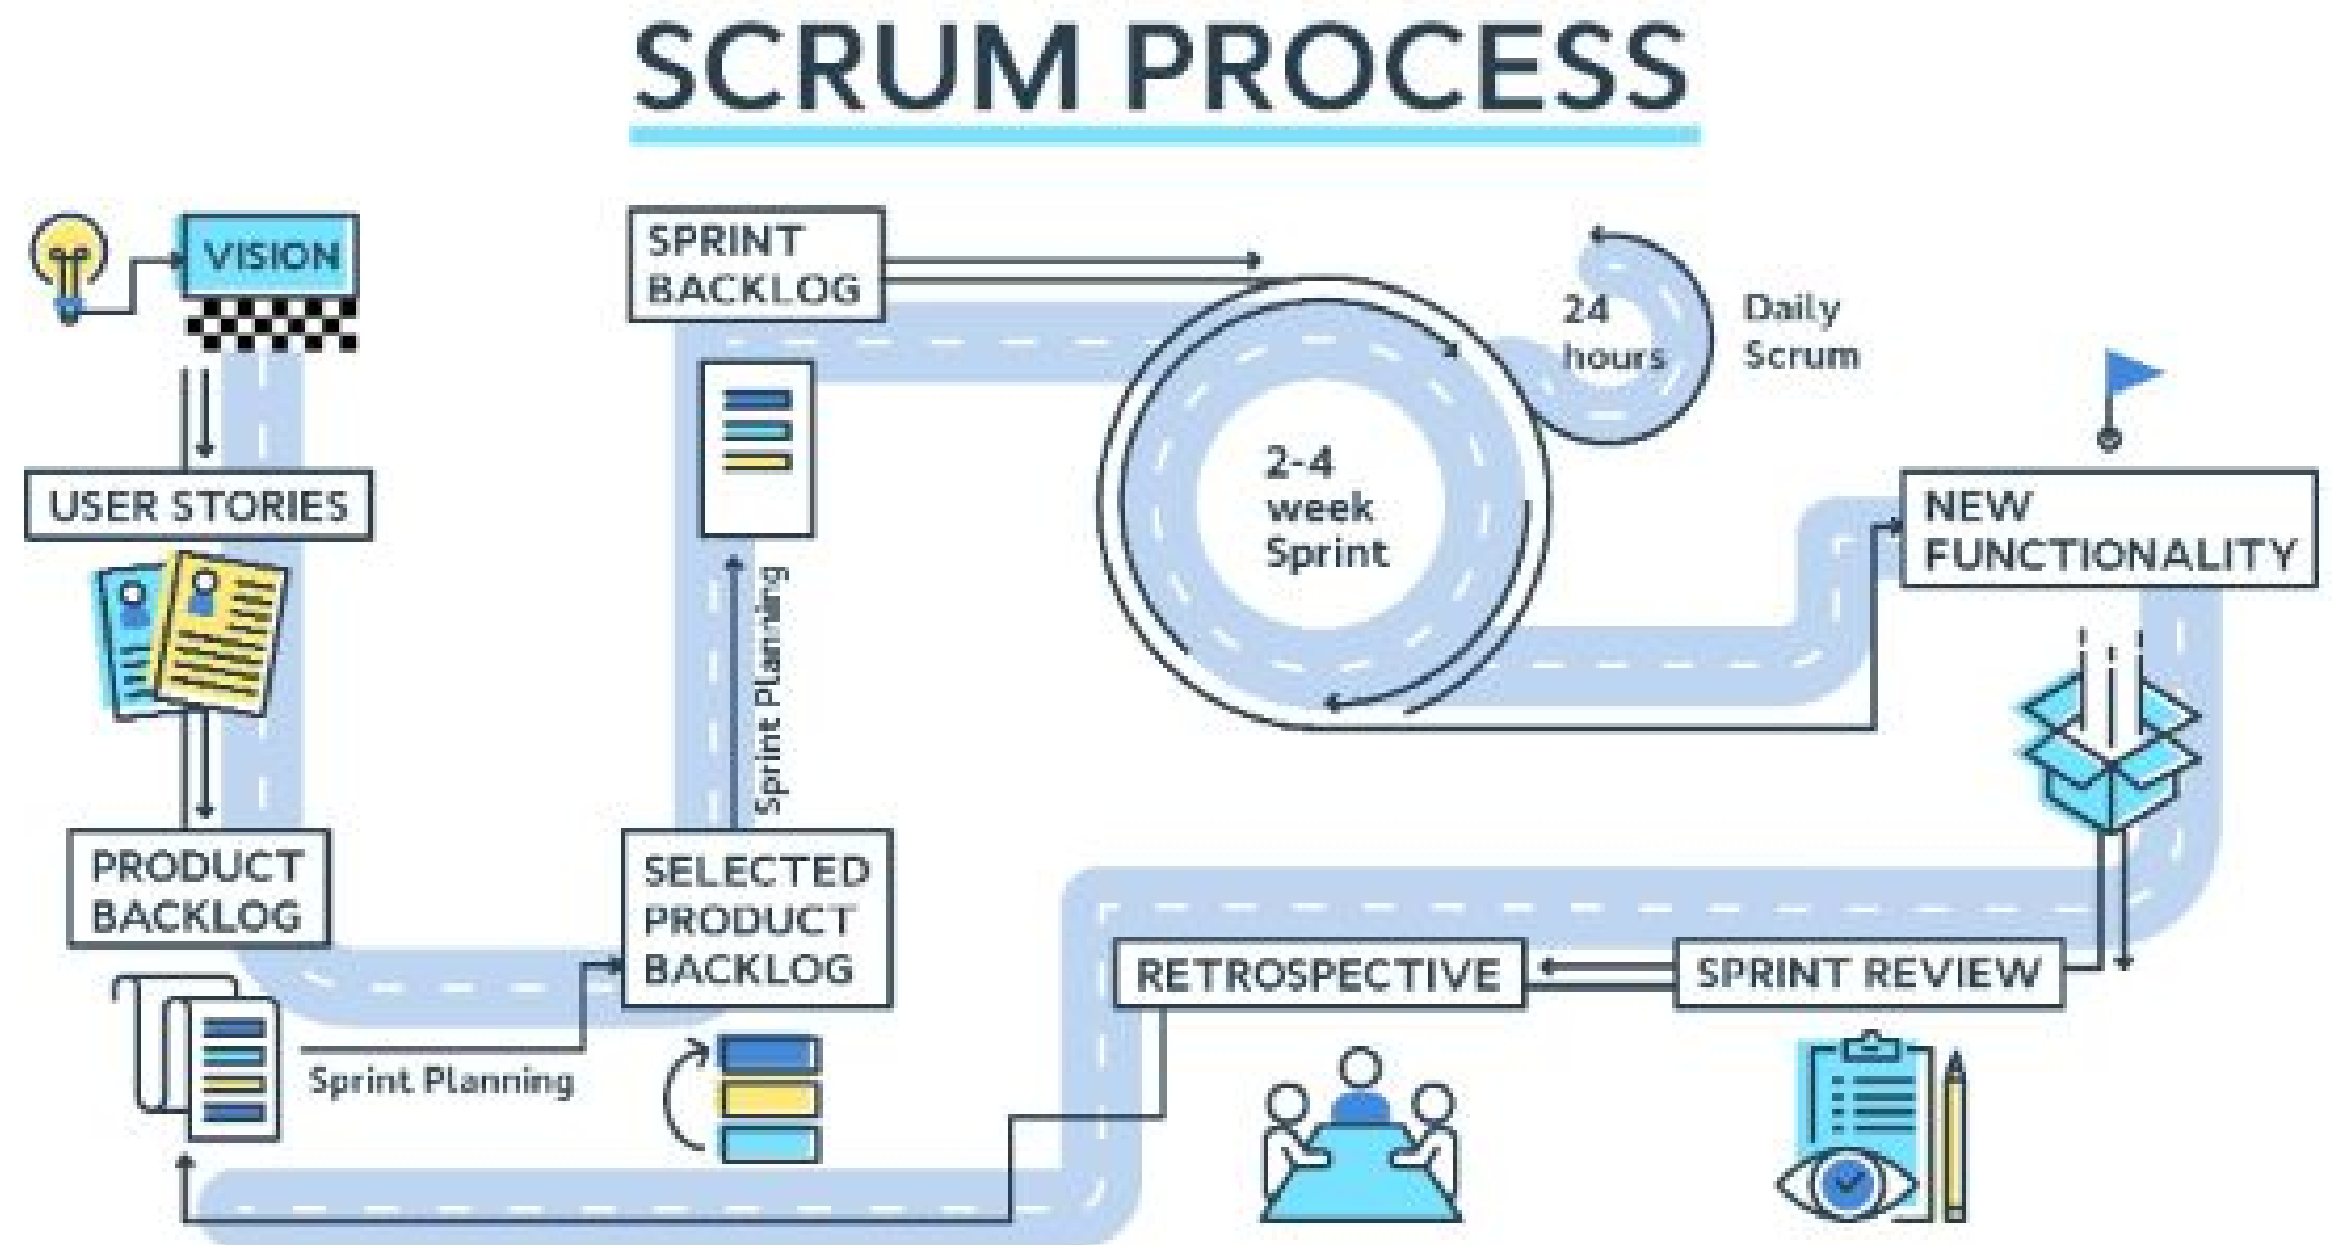 SCRUM PROCESS
VISION
USER STORIES
PRODUCT
BACKLOG
Sprint Planning
SELECTED
PRODUCT
BACKLOG
Sprint Planning
SPRINT
BACKLOG
2-4
week
Sprint
24
hours
Daily
Scrum
NEW
FUNCTIONALITY
SPRINT REVIEW
RETROSPECTIVE